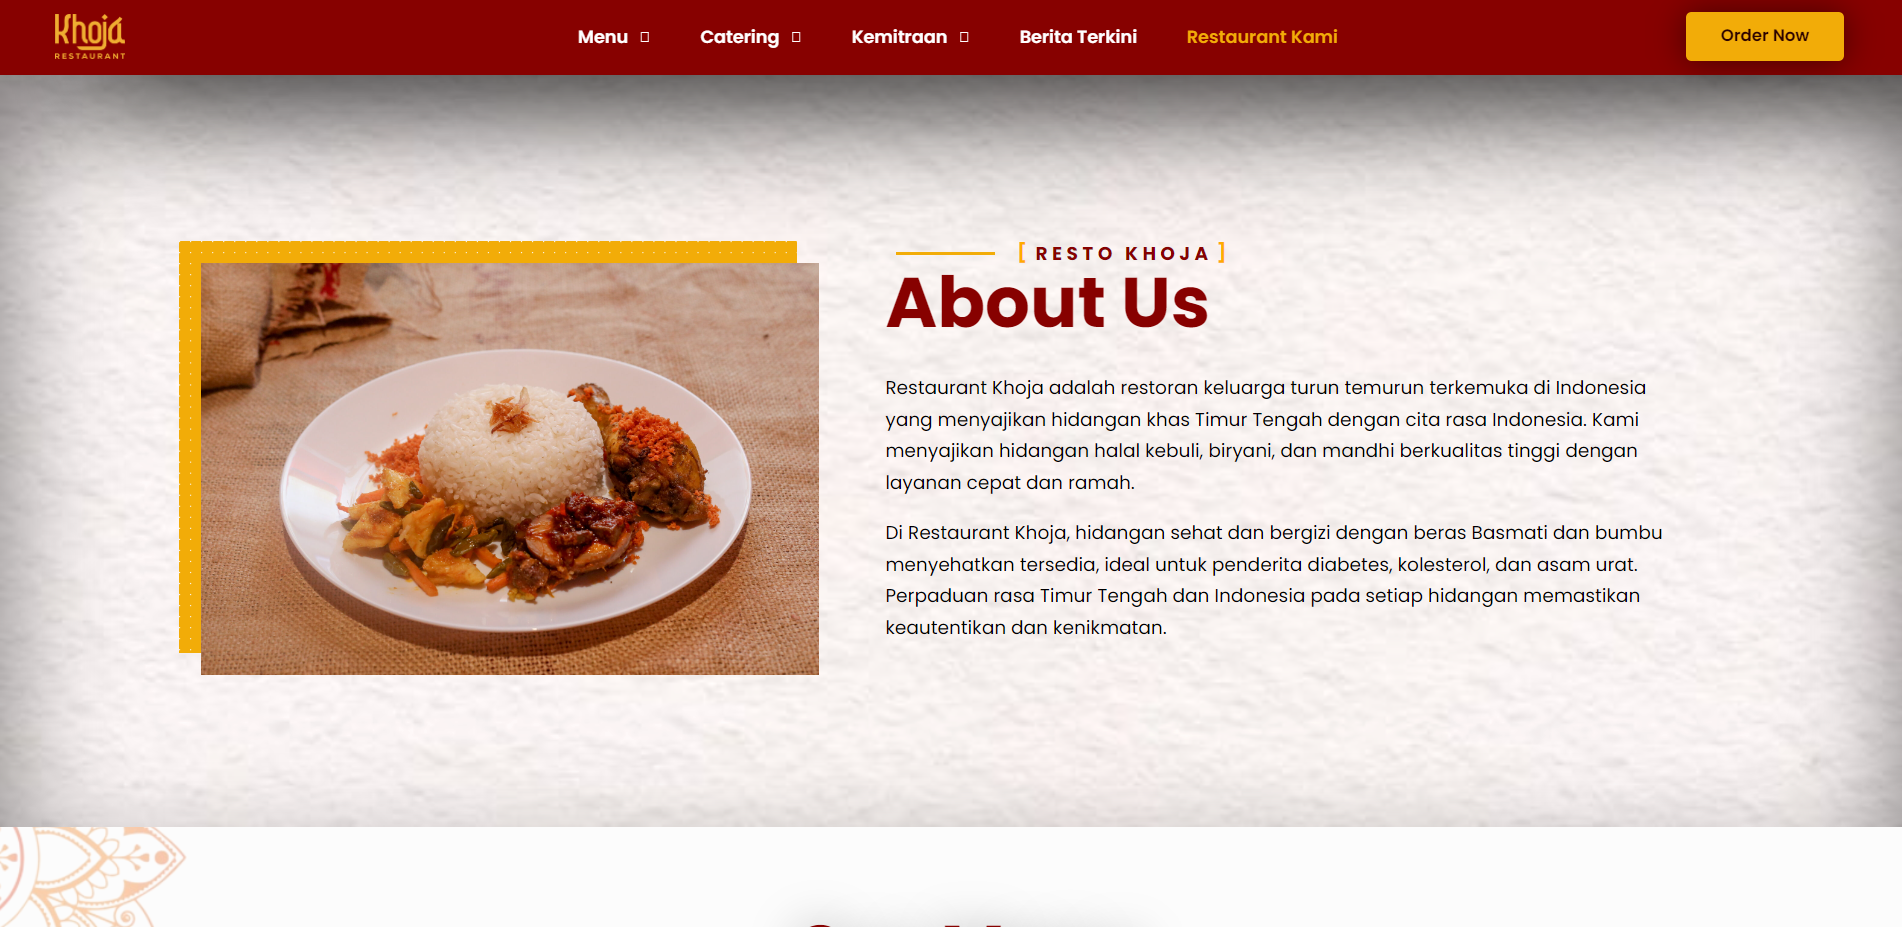 Khoja
RESTAURANT
Menu
Catering
Kemitraan
Berita Terkini
Restaurant Kami
Order Now
[ RESTO KHOJA ]
About Us
Restaurant Khoja adalah restoran keluarga turun temurun terkemuka di Indonesia
yang menyajikan hidangan khas Timur Tengah dengan cita rasa Indonesia. Kami
menyajikan hidangan halal kebuli, biryani, dan mandhi berkualitas tinggi dengan
layanan cepat dan ramah.
Di Restaurant Khoja, hidangan sehat dan bergizi dengan beras Basmati dan bumbu
menyehatkan tersedia, ideal untuk penderita diabetes, kolesterol, dan asam urat.
Perpaduan rasa Timur Tengah dan Indonesia pada setiap hidangan memastikan
keautentikan dan kenikmatan.